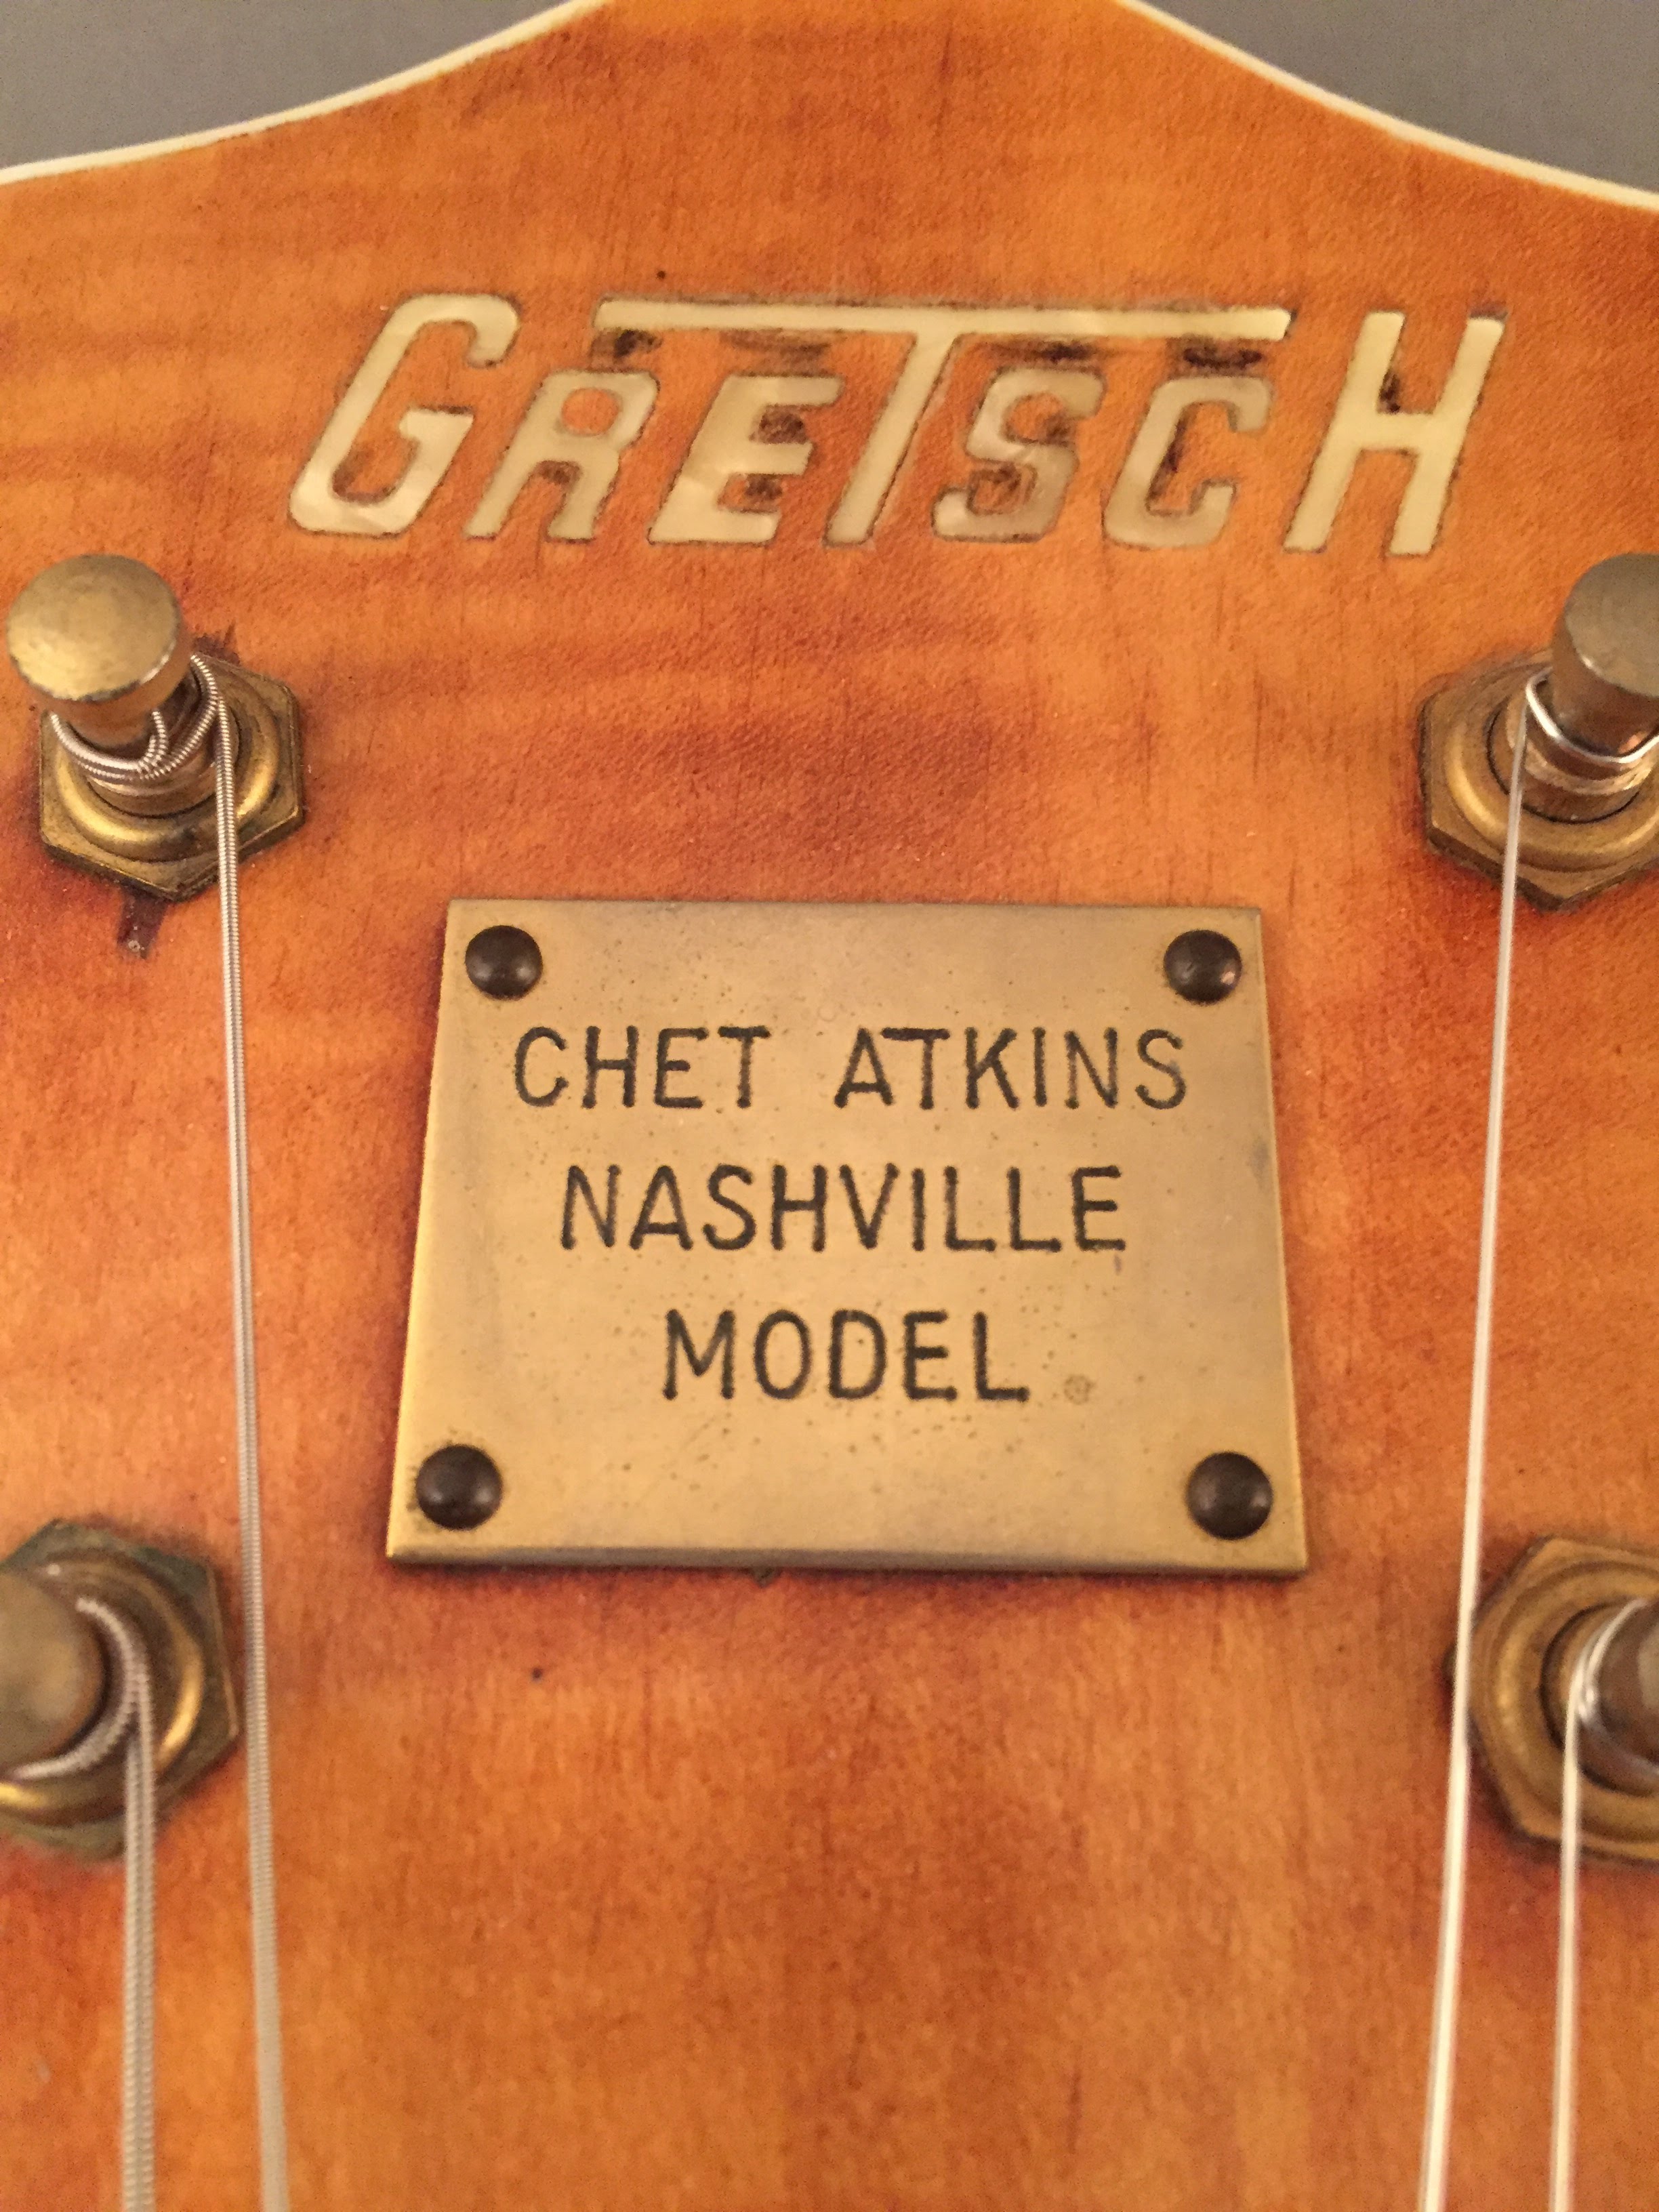 GRETSCH
CHET ATKINS
NASHVILLE
MODEL